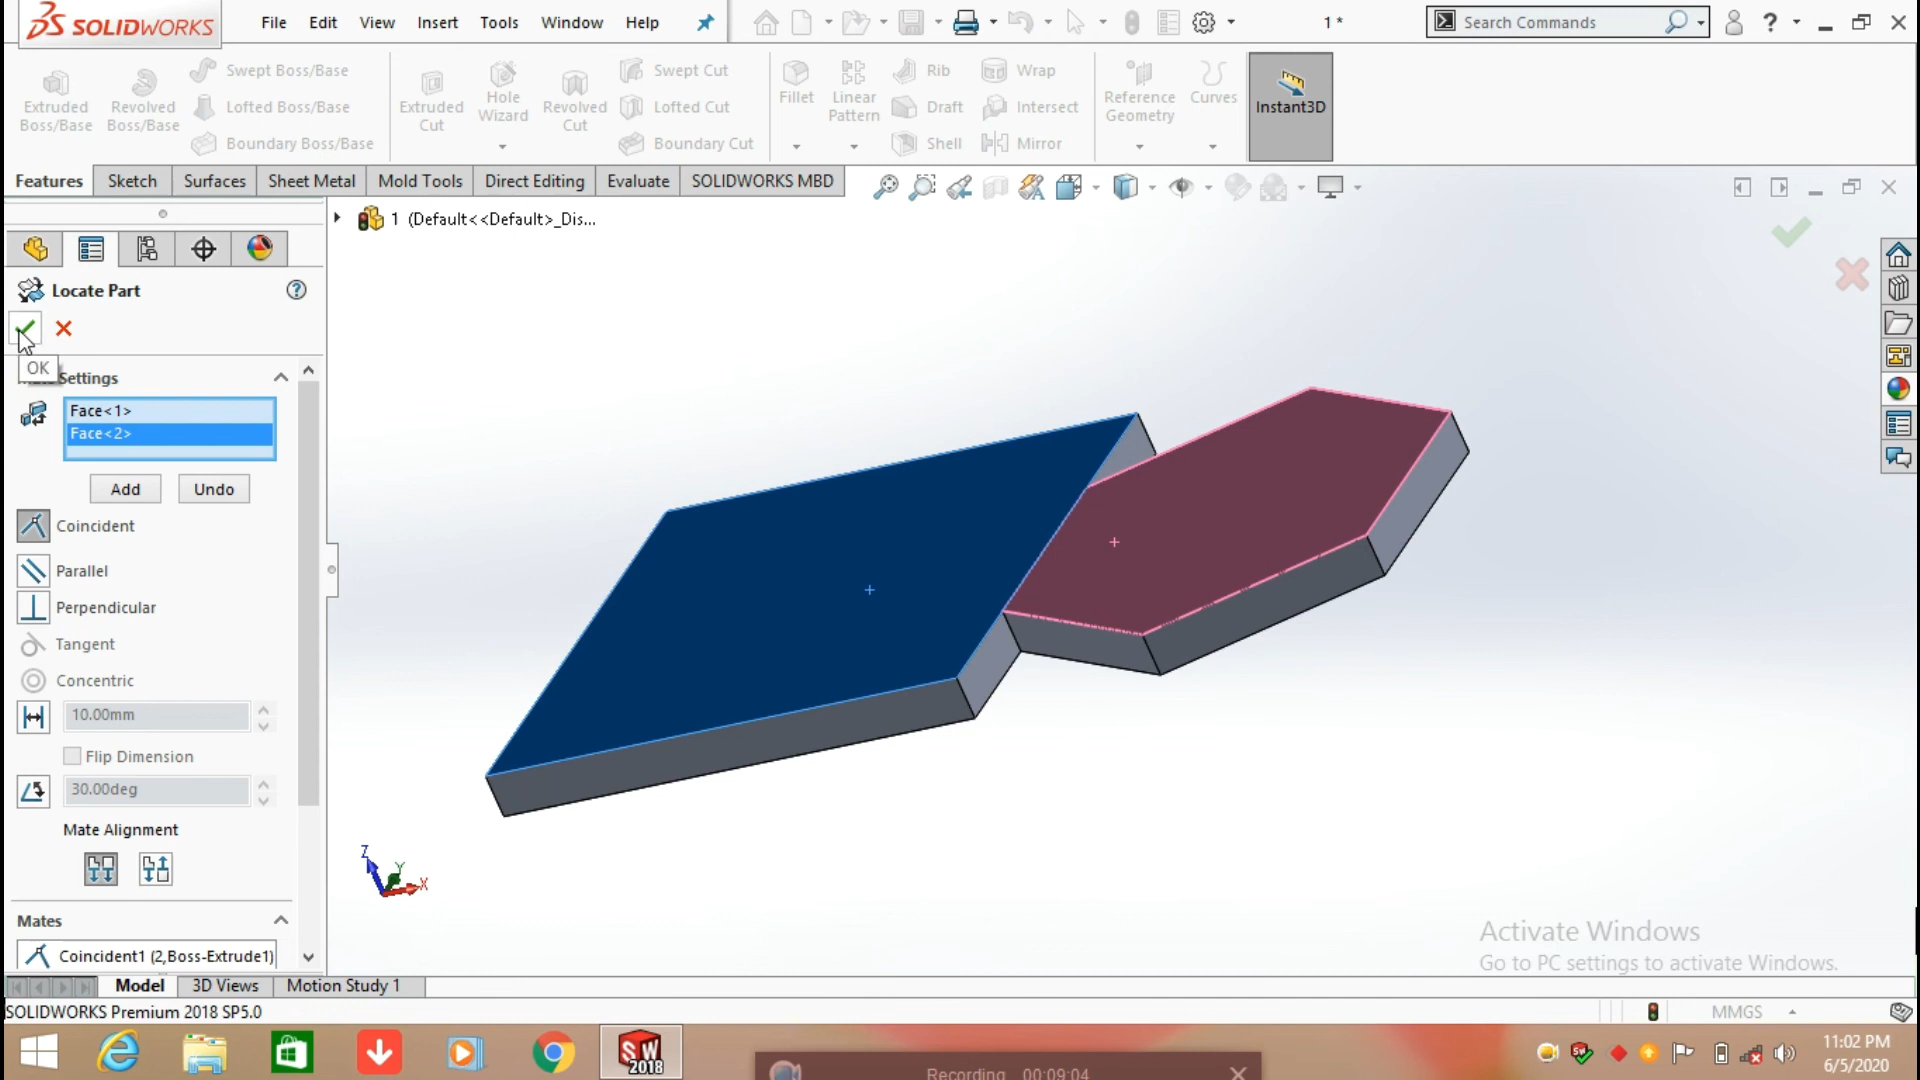 SOLIDWORKS
File Edit View Insert Tools Window Help
1 *
Search Commands
Extruded Boss/Base
Revolved Boss/Base
Swept Boss/Base
Lofted Boss/Base
Boundary Boss/Base
Extruded Cut
Hole Wizard
Revolved Cut
Swept Cut
Lofted Cut
Boundary Cut
Fillet
Linear Pattern
Rib
Draft
Shell
Wrap
Intersect
Mirror
Reference Geometry
Curves
Instant3D
Features Sketch Surfaces Sheet Metal Mold Tools Direct Editing Evaluate SOLIDWORKS MBD
1 (Default<<Default>_Dis...
Locate Part
OK
Settings
Face<1>
Face<2>
Add Undo
Coincident
Parallel
Perpendicular
Tangent
Concentric
10.00mm
Flip Dimension
30.00deg
Mate Alignment
Mates
Coincident1 (2,Boss-Extrude1)
Z
Y
X
Activate Windows
Go to PC settings to activate Windows.
Model 3D Views Motion Study 1
SOLIDWORKS Premium 2018 SP5.0
MMGS
SW
2018
Recording 00:09:04
11:02 PM
6/5/2020